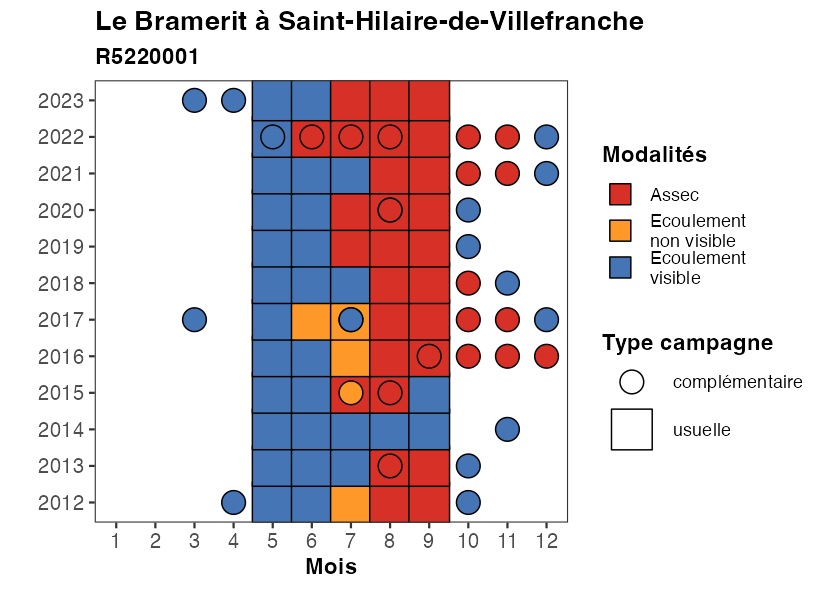 Le Bramerit à Saint-Hilaire-de-Villefranche
R5220001
2023
2022
2021
2020
2019
2018
2017
2016
2015
2014
2013
2012
1 2 3 4 5 6 7 8 9 10 11 12
Mois
Modalités
Assec
Ecoulement
non visible
Ecoulement
visible
Type campagne
complémentaire
usuelle